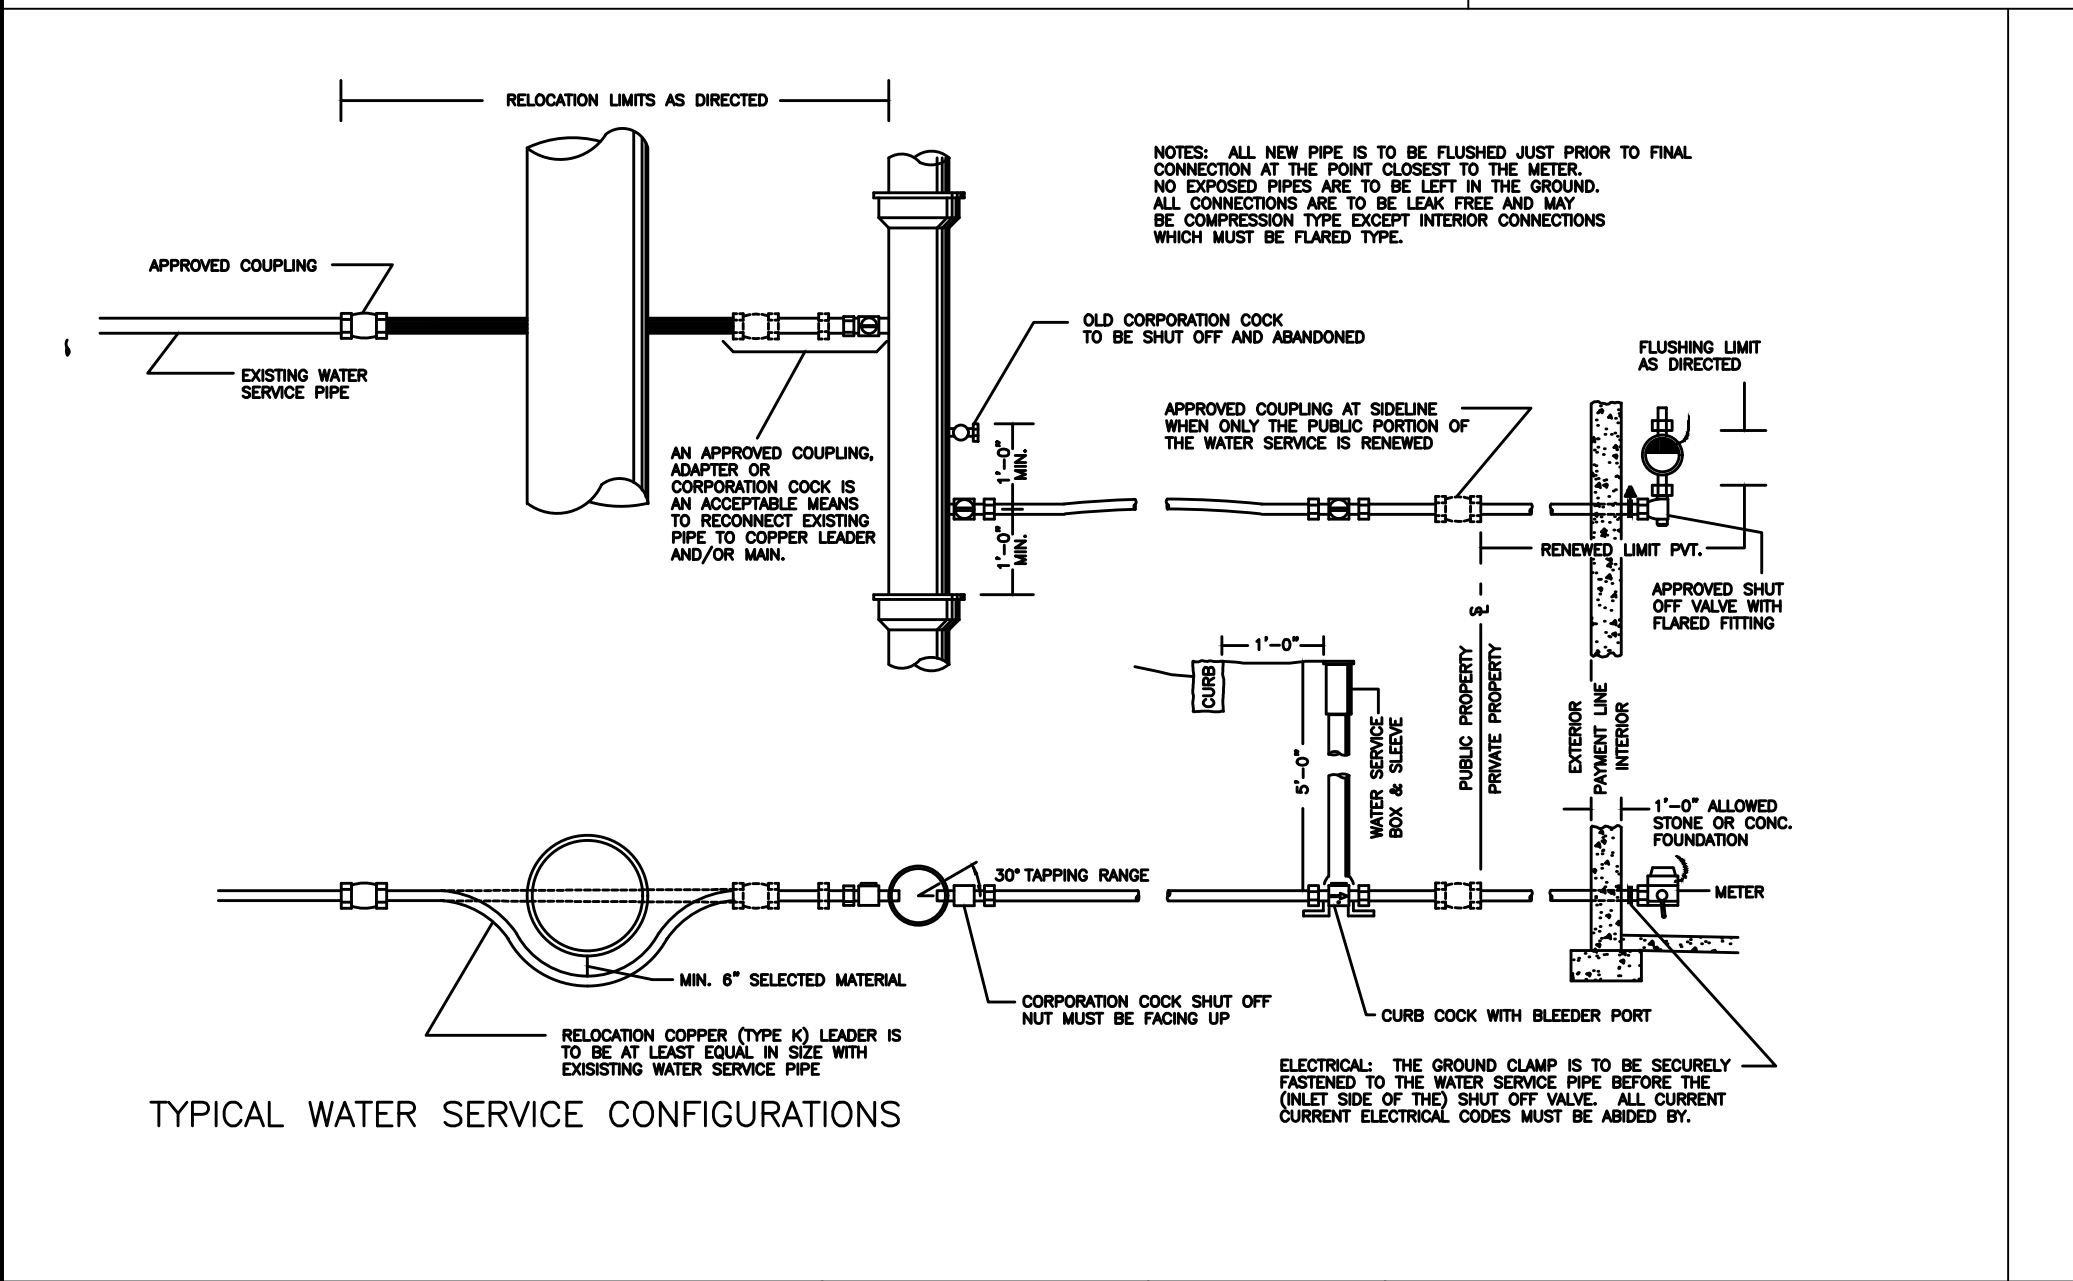 RELOCATION LIMITS AS DIRECTED
NOTES: ALL NEW PIPE IS TO BE FLUSHED JUST PRIOR TO FINAL
CONNECTION AT THE POINT CLOSEST TO THE METER.
NO EXPOSED PIPES ARE TO BE LEFT IN THE GROUND.
ALL CONNECTIONS ARE TO BE LEAK FREE AND MAY
BE COMPRESSION TYPE EXCEPT INTERIOR CONNECTIONS
WHICH MUST BE FLARED TYPE.
APPROVED COUPLING
OLD CORPORATION COCK
TO BE SHUT OFF AND ABANDONED
EXISTING WATER
SERVICE PIPE
FLUSHING LIMIT
AS DIRECTED
APPROVED COUPLING AT SIDELINE
WHEN ONLY THE PUBLIC PORTION OF
THE WATER SERVICE IS RENEWED
AN APPROVED COUPLING,
ADAPTER OR
CORPORATION COCK IS
AN ACCEPTABLE MEANS
TO RECONNECT EXISTING
PIPE TO COPPER LEADER
AND/OR MAIN.
1'-0"
MIN.
1'-0"
MIN.
RENEWED LIMIT PVT.
APPROVED SHUT
OFF VALVE WITH
FLARED FITTING
SL
1'-0"
CURB
5'-0"
WATER SERVICE
BOX & SLEEVE
PUBLIC PROPERTY
PRIVATE PROPERTY
EXTERIOR
PAYMENT LINE
INTERIOR
1'-0" ALLOWED
STONE OR CONC.
FOUNDATION
30° TAPPING RANGE
METER
MIN. 6" SELECTED MATERIAL
CORPORATION COCK SHUT OFF
NUT MUST BE FACING UP
CURB COCK WITH BLEEDER PORT
RELOCATION COPPER (TYPE K) LEADER IS
TO BE AT LEAST EQUAL IN SIZE WITH
EXISISTING WATER SERVICE PIPE
ELECTRICAL: THE GROUND CLAMP IS TO BE SECURELY
FASTENED TO THE WATER SERVICE PIPE BEFORE THE
(INLET SIDE OF THE) SHUT OFF VALVE. ALL CURRENT
CURRENT ELECTRICAL CODES MUST BE ABIDED BY.
TYPICAL WATER SERVICE CONFIGURATIONS